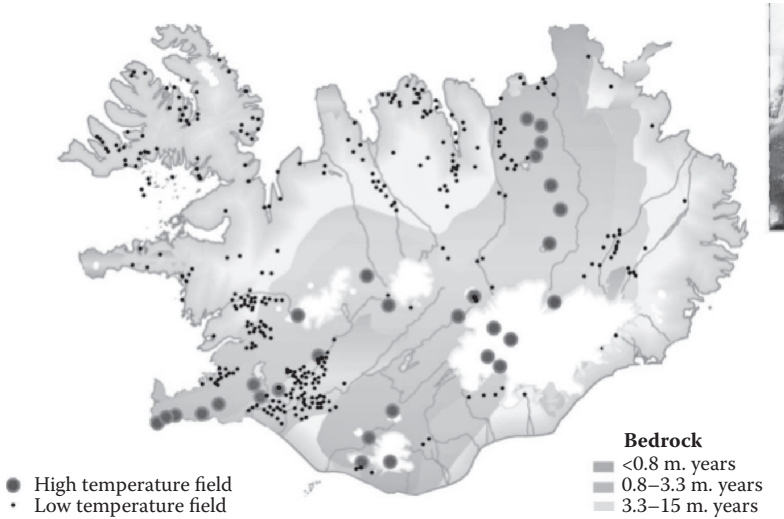 Bedrock
<0.8 m. years
0.8–3.3 m. years
3.3–15 m. years
High temperature field
Low temperature field